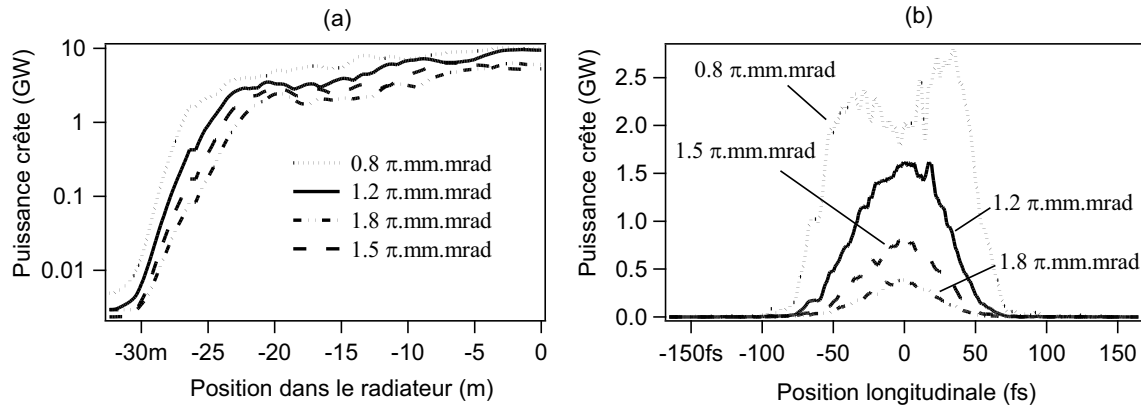 (a)
Puissance crête (GW)
10
1
0.1
0.01
0.8 π.mm.mrad
1.2 π.mm.mrad
1.8 π.mm.mrad
1.5 π.mm.mrad
-30m
-25
-20
-15
-10
-5
0
Position dans le radiateur (m)
(b)
Puissance crête (GW)
2.5
2.0
1.5
1.0
0.5
0.0
0.8 π.mm.mrad
1.5 π.mm.mrad
1.2 π.mm.mrad
1.8 π.mm.mrad
-150fs
-100
-50
0
50
100
150
Position longitudinale (fs)